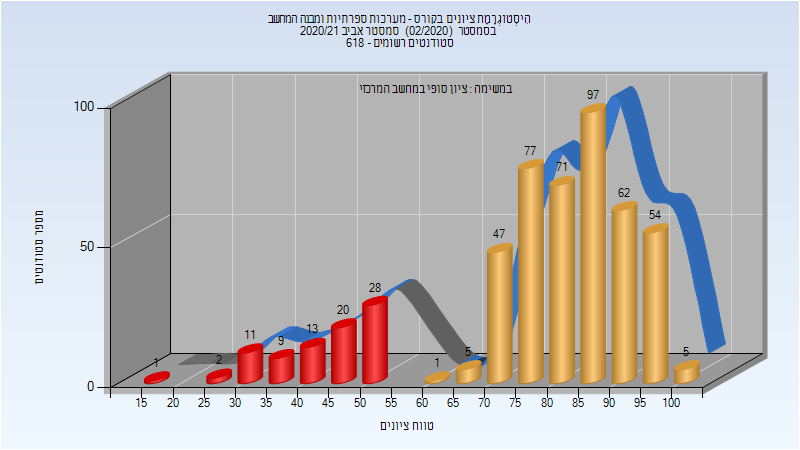 היסטוגרמת ציונים בקורס - מערכות ספרתיות ומבנה המחשב
בסמסטר (02/2020) סמסטר אביב 2020/21
סטודנטים רשומים - 618
במשימה : ציון סופי במחשב המרכזי
100
50
0
מספר סטודנטים
1
2
11
9
13
20
28
1
5
47
77
71
97
62
54
5
15 20 25 30 35 40 45 50 55 60 65 70 75 80 85 90 95 100
טווח ציונים